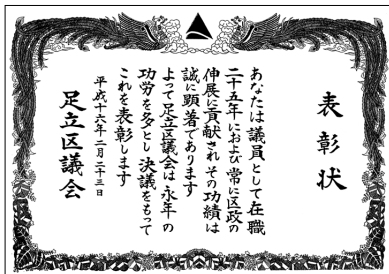 表彰状
あなたは議員として在職
二十五年におよび常に区政の
伸展に貢献されその功績は
誠に顕著であります
よって足立区議会は永年の
功労を多とし決議をもって
これを表彰します
平成十六年二月二十三日
足立区議会